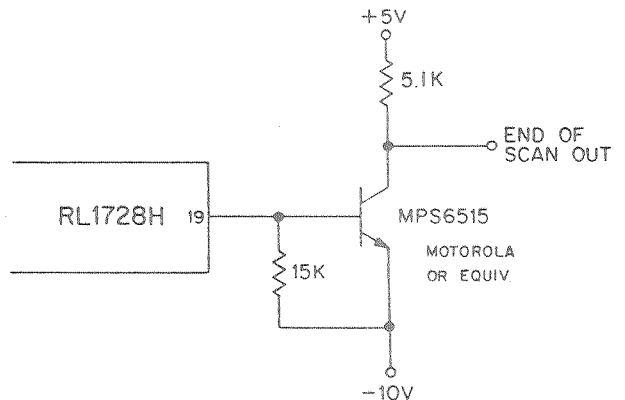 +5V
5.1K
END OF
SCAN OUT
RL1728H 19
MPS6515
MOTOROLA
OR EQUIV.
15K
-10V